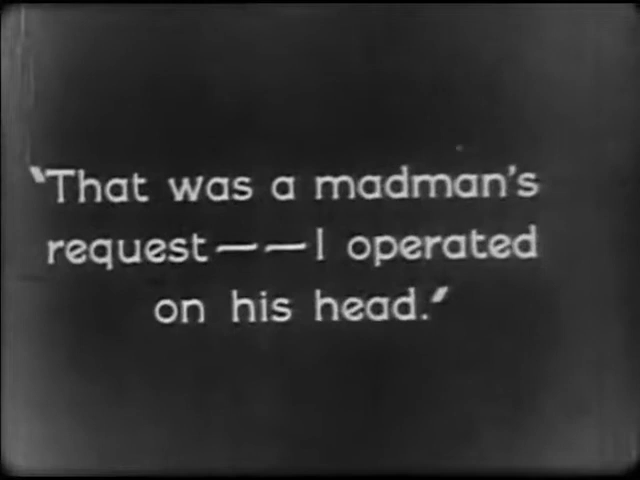 "That was a madman's
request——I operated
on his head."